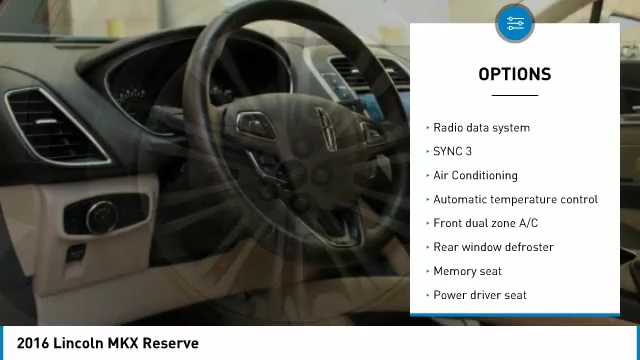 OPTIONS
• Radio data system
• SYNC 3
• Air Conditioning
• Automatic temperature control
• Front dual zone A/C
• Rear window defroster
• Memory seat
• Power driver seat
2016 Lincoln MKX Reserve